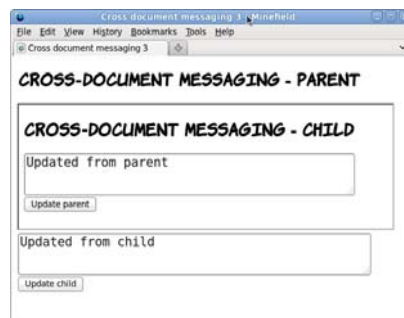 Cross document messaging 3 - Minefield
File Edit View History Bookmarks Tools Help
Cross document messaging 3
CROSS-DOCUMENT MESSAGING - PARENT
CROSS-DOCUMENT MESSAGING - CHILD
Updated from parent
Update parent
Updated from child
Update child